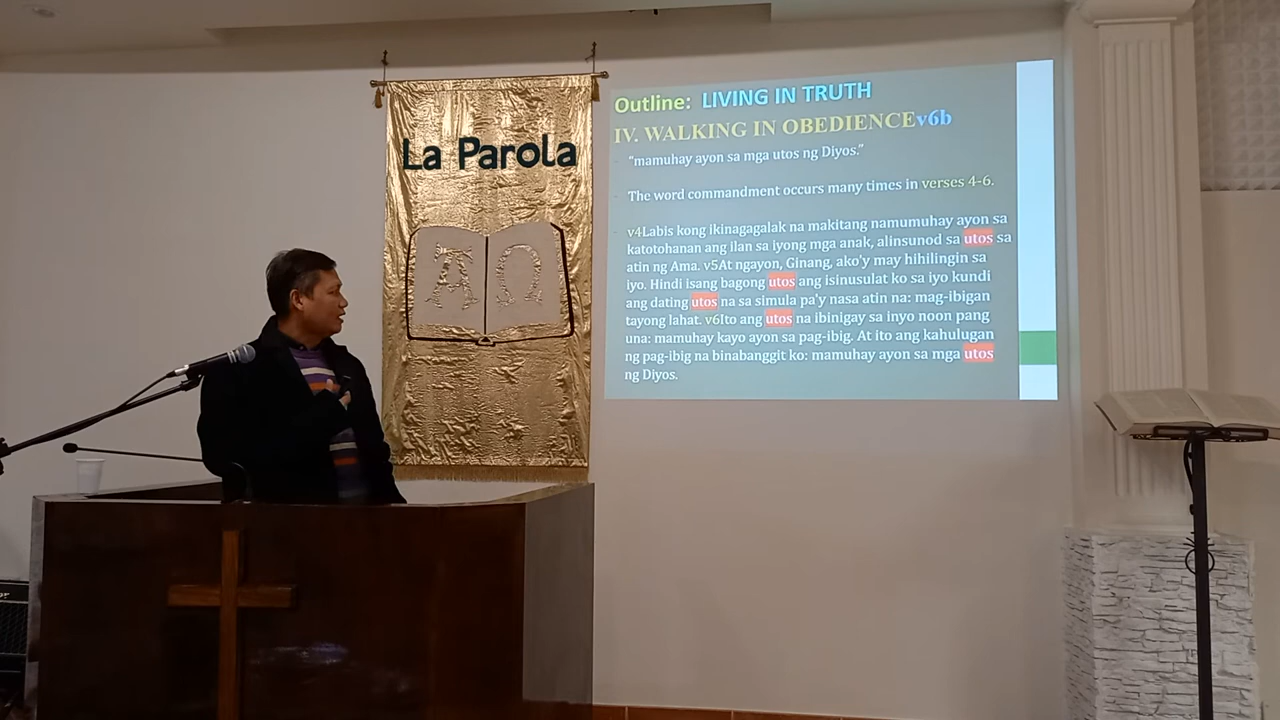 La Parola
Α Ω
Outline: LIVING IN TRUTH
IV. WALKING IN OBEDIENCEv6b
"mamuhay ayon sa mga utos ng Diyos."
The word commandment occurs many times in verses 4-6.
v4Labis kong ikinagagalak na makitang namumuhay ayon sa
katotohanan ang ilan sa iyong mga anak, alinsunod sa utos sa
atin ng Ama. v5At ngayon, Ginang, ako'y may hihilingin sa
iyo. Hindi isang bagong utos ang isinusulat ko sa iyo kundi
ang dating utos na sa simula pa'y nasa atin na: mag-ibigan
tayong lahat. v6Ito ang utos na ibinigay sa inyo noon pang
una: mamuhay kayo ayon sa pag-ibig. At ito ang kahulugan
ng pag-ibig na binabanggit ko: mamuhay ayon sa mga utos
ng Diyos.